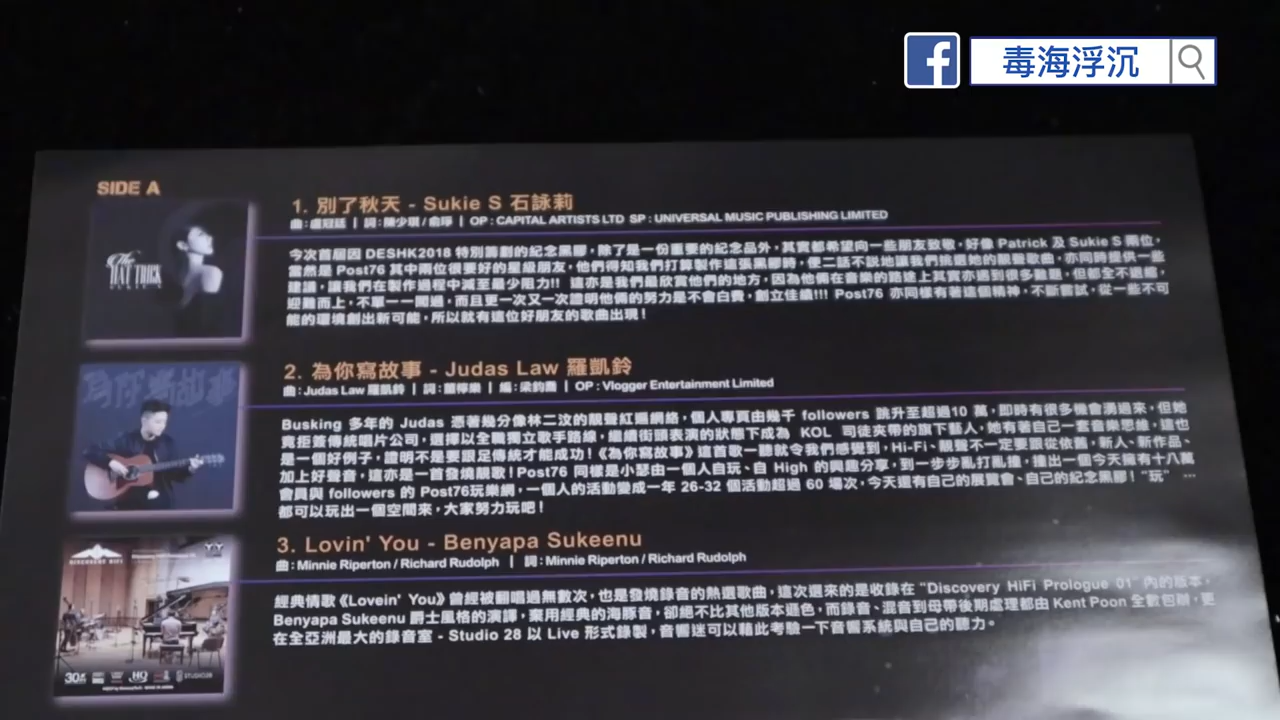 毒海浮沉
SIDE A
1. 別了秋天 - Sukie S 石詠莉
曲：盧冠廷 | 詞：陳少琪 / 俞琤 | OP : CAPITAL ARTISTS LTD SP : UNIVERSAL MUSIC PUBLISHING LIMITED
今次首屆因 DESHK2018 特別籌劃的紀念黑膠，除了是一份重要的紀念品外，其實都希望向一些朋友致敬，好像 Patrick 及 Sukie S 兩位，
當然是 Post76 其中兩位很要好的星級朋友，他們得知我們打算製作這張黑膠時，便二話不說地讓我們挑選她的靚聲歌曲，亦同時提供一些
建議，讓我們在製作過程中減至最少阻力!! 這亦是我們最欣賞他們的地方，因為他倆在音樂的路途上其實亦遇到很多難題，但都全不退縮，
迎難而上，不單一一闖過，而且更一次又一次證明他倆的努力是不會白費，創立佳績!!! Post76 亦同樣有著這個精神，不斷嘗試，從一些不可
能的環境創出新可能，所以就有這位好朋友的歌曲出現！
The
HAT TRICK
為你寫故事
2. 為你寫故事 - Judas Law 羅凱鈴
曲：Judas Law 羅凱鈴 | 詞：藍檸樂 | 編：梁鈞喬 | OP : Vlogger Entertainment Limited
Busking 多年的 Judas 憑著幾分像林二汶的靚聲紅遍網絡，個人專頁由幾千 followers 跳升至超過10 萬，即時有很多機會湧過來，但她
竟拒簽傳統唱片公司，選擇以全職獨立歌手路線，繼續街頭表演的狀態下成為 KOL 司徒夾帶的旗下藝人，她有著自己一套音樂思維，這也
是一個好例子，證明不是要跟足傳統才能成功！《為你寫故事》這首歌一聽就令我們感覺到，Hi-Fi、靚聲不一定要跟從依舊，新人、新作品、
加上好聲音，這亦是一首發燒靚歌！Post76 同樣是小瑟由一個人自玩、自 High 的興趣分享，到一步步亂打亂撞，撞出一個今天擁有十八萬
會員與 followers 的 Post76玩樂網，一個人的活動變成一年 26-32 個活動超過 60 場次，今天還有自己的展覽會、自己的紀念黑膠！“玩” …
都可以玩出一個空間來，大家努力玩吧！
3. Lovin' You - Benyapa Sukeenu
曲：Minnie Riperton / Richard Rudolph | 詞：Minnie Riperton / Richard Rudolph
經典情歌《Lovein' You》曾經被翻唱過無數次，也是發燒錄音的熱選歌曲，這次選來的是收錄在 “Discovery HiFi Prologue 01” 內的版本，
Benyapa Sukeenu 爵士風格的演譯，棄用經典的海豚音，卻絕不比其他版本遜色，而錄音、混音到母帶後期處理都由 Kent Poon 全數包辦，更
在全亞洲最大的錄音室 - Studio 28 以 Live 形式錄製，音響迷可以藉此考驗一下音響系統與自己的聽力。
HQ
STUDIO28